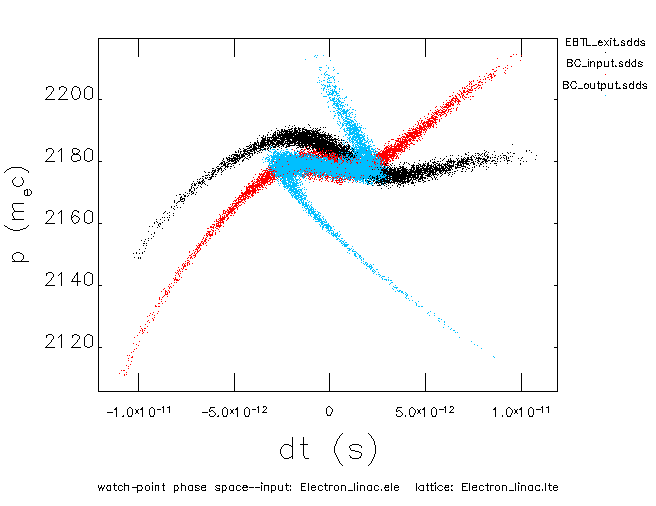 EBTL_exit.sdds
BC_input.sdds
BC_output.sdds
2200
2180
2160
2140
2120
p (m_e c)
-1.0×10^-11
-5.0×10^-12
0
5.0×10^-12
1.0×10^-11
dt (s)
watch-point phase space--input: Electron_linac.ele lattice: Electron_linac.lte